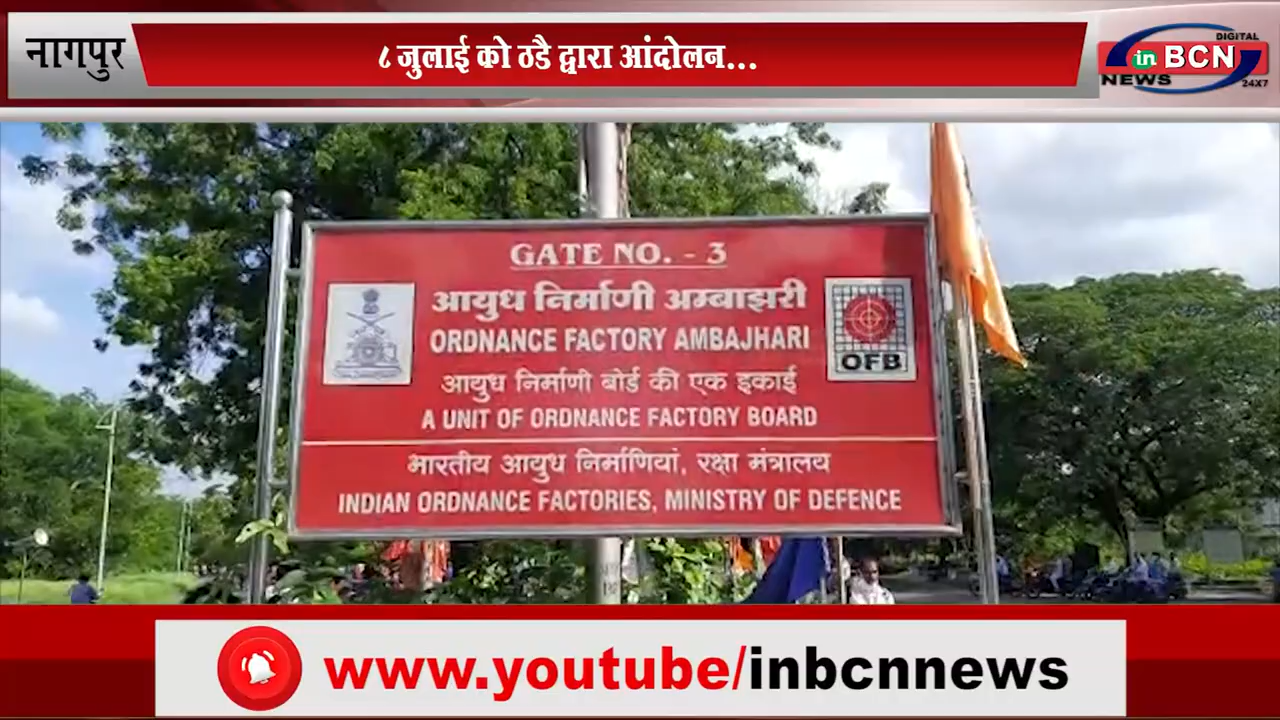 नागपुर
८ जुलाई को ठडै द्वारा आंदोलन...
DIGITAL
in BCN
NEWS
24X7
GATE NO. - 3
आयुध निर्माणी अम्बाझरी
ORDNANCE FACTORY AMBAJHARI
OFB
आयुध निर्माणी बोर्ड की एक इकाई
A UNIT OF ORDNANCE FACTORY BOARD
भारतीय आयुध निर्माणियां, रक्षा मंत्रालय
INDIAN ORDNANCE FACTORIES, MINISTRY OF DEFENCE
www.youtube/inbcnnews